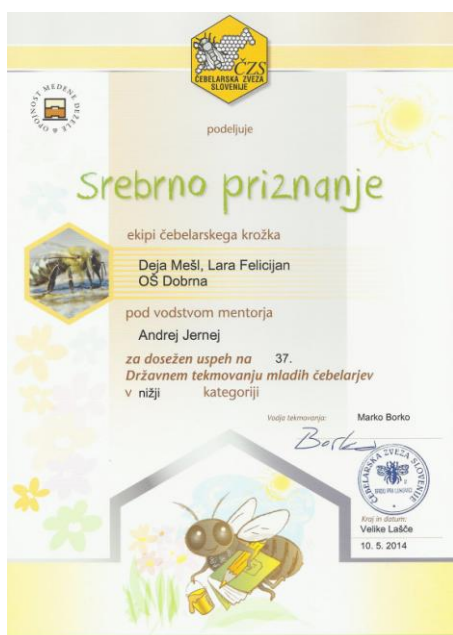 ČZS
ČEBELARSKA ZVEZA
SLOVENIJE
OPOJNOST MEDENE DEŽELE
podeljuje
Srebrno priznanje
ekipi čebelarskega krožka
Deja Mešl, Lara Felicijan
OŠ Dobrna
pod vodstvom mentorja
Andrej Jernej
za dosežen uspeh na 37.
Državnem tekmovanju mladih čebelarjev
v nižji kategoriji
Vodja tekmovanja: Marko Borko
Borko
ČEBELARSKA ZVEZA SLOVENIJE
Kraj in datum:
Velike Lašče
10. 5. 2014